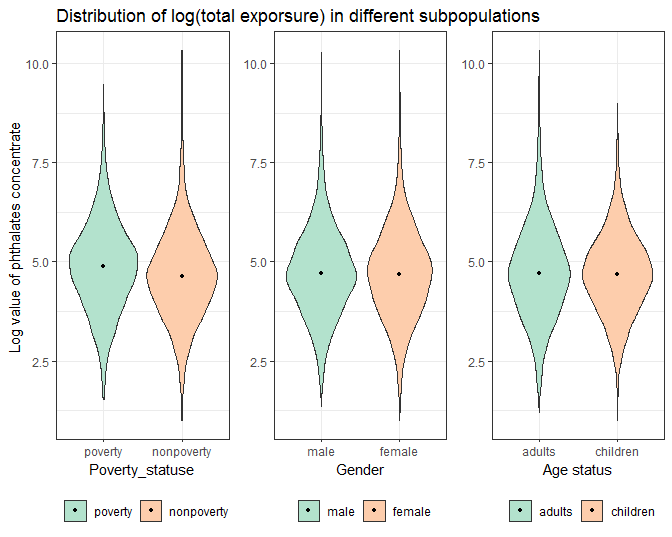 Distribution of log(total exporsure) in different subpopulations
Log value of phthalates concentrate
10.0
7.5
5.0
2.5
poverty nonpoverty
Poverty_statuse
poverty nonpoverty
10.0
7.5
5.0
2.5
male female
Gender
male female
10.0
7.5
5.0
2.5
adults children
Age status
adults children